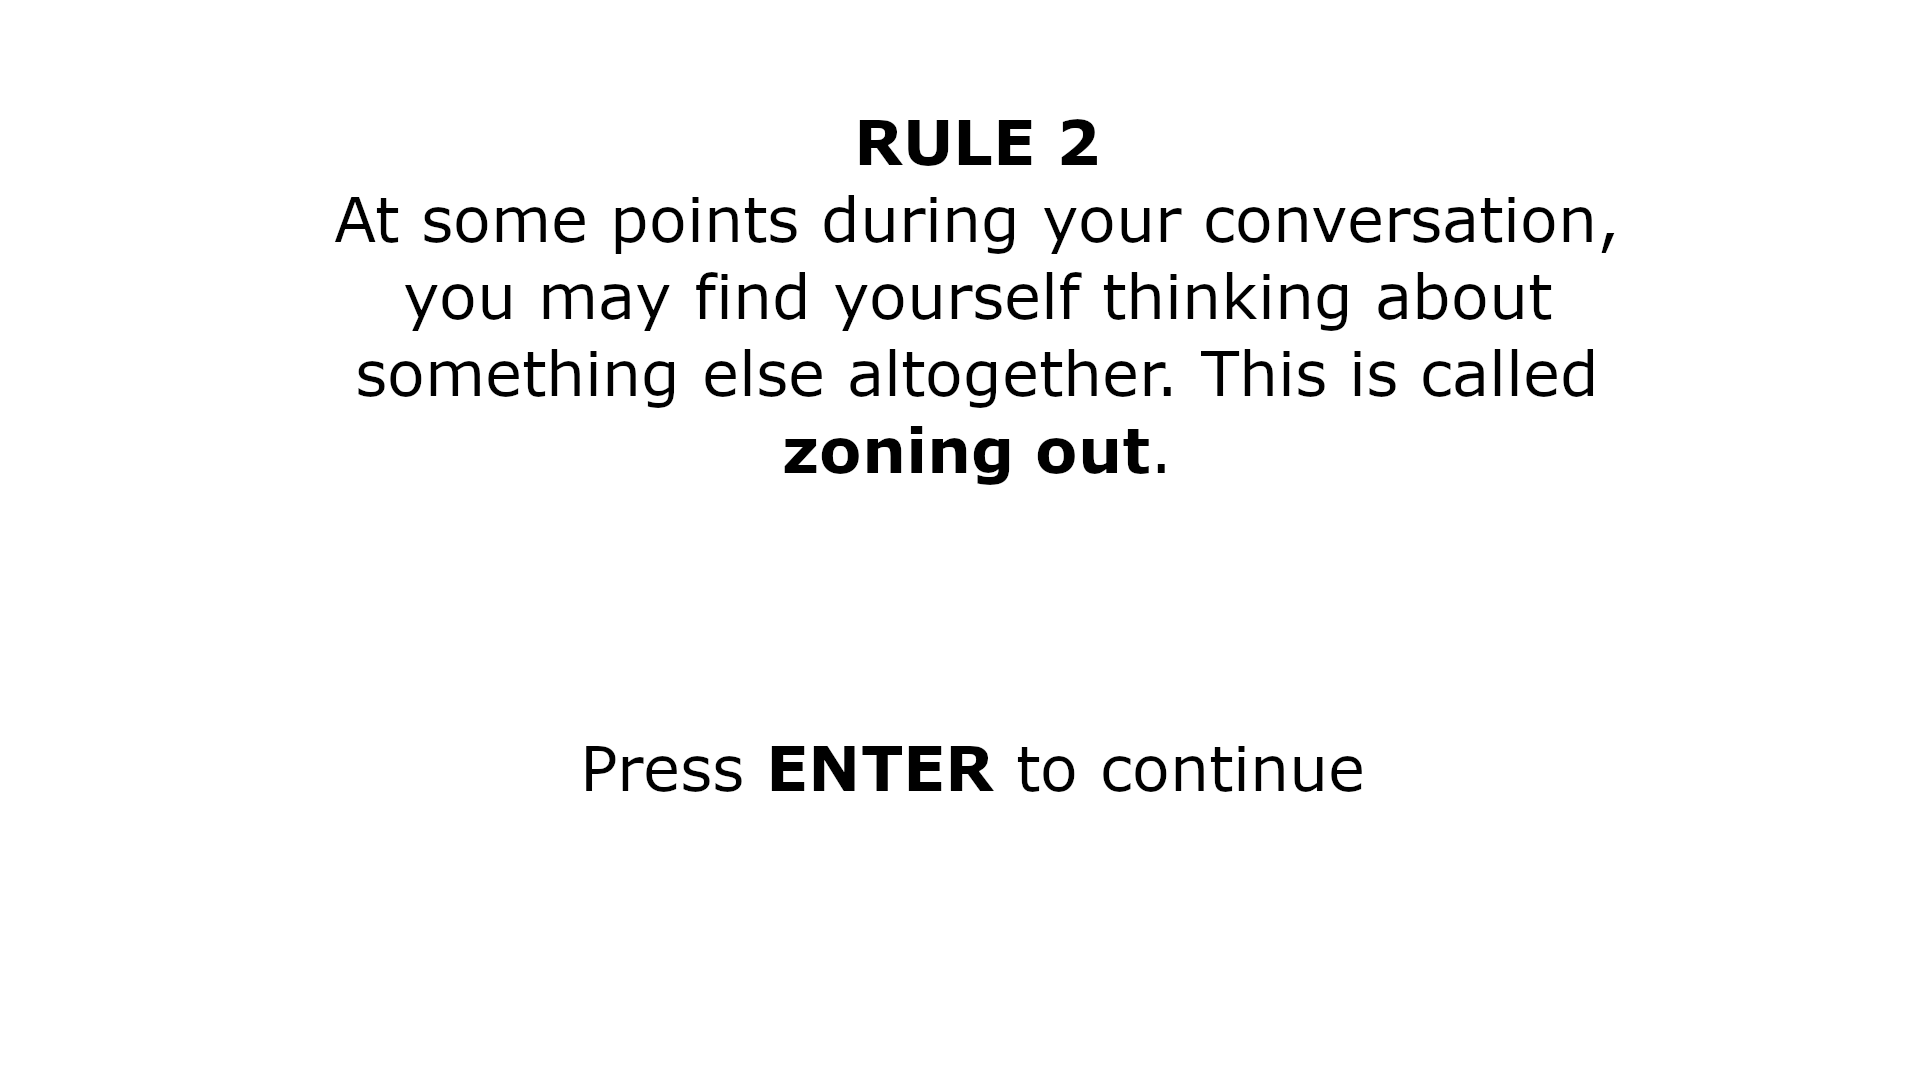 RULE 2
At some points during your conversation,
you may find yourself thinking about
something else altogether. This is called
zoning out.
Press ENTER to continue